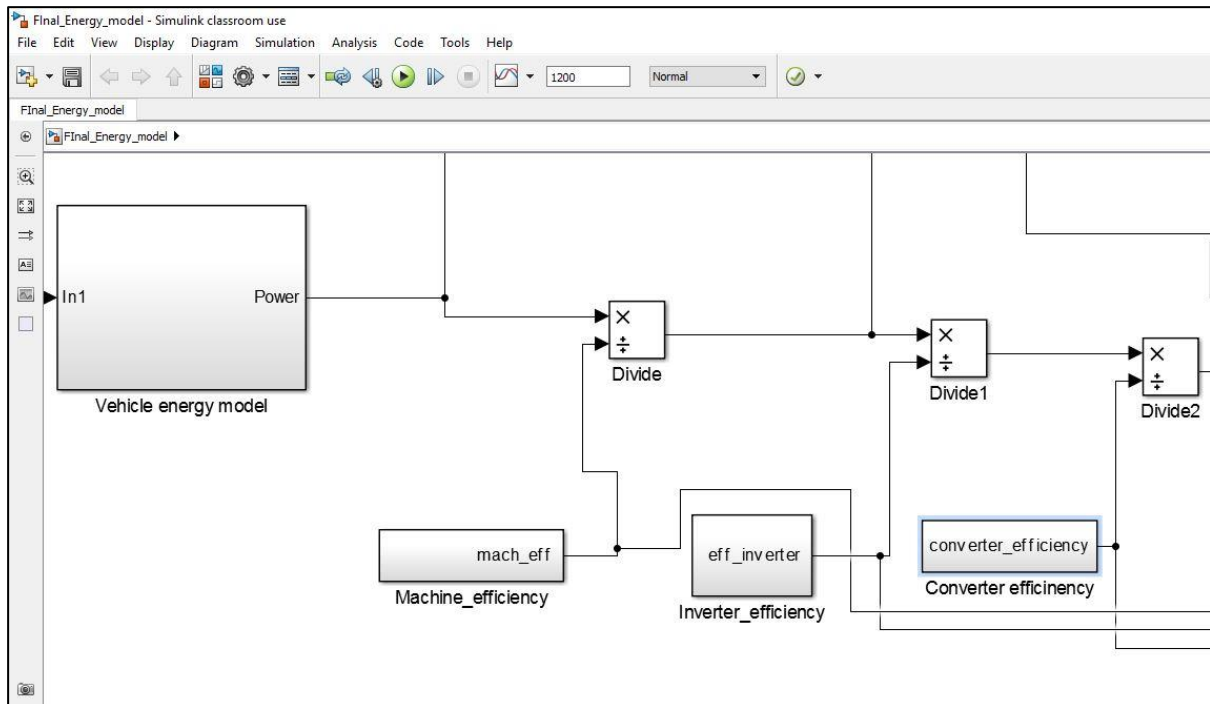 FInal_Energy_model - Simulink classroom use
File Edit View Display Diagram Simulation Analysis Code Tools Help
1200 Normal
FInal_Energy_model
FInal_Energy_model
In1 Power
Vehicle energy model
× ÷
Divide
× ÷
Divide1
× ÷
Divide2
mach_eff
Machine_efficiency
eff_inverter
Inverter_efficiency
converter_efficiency
Converter efficinency